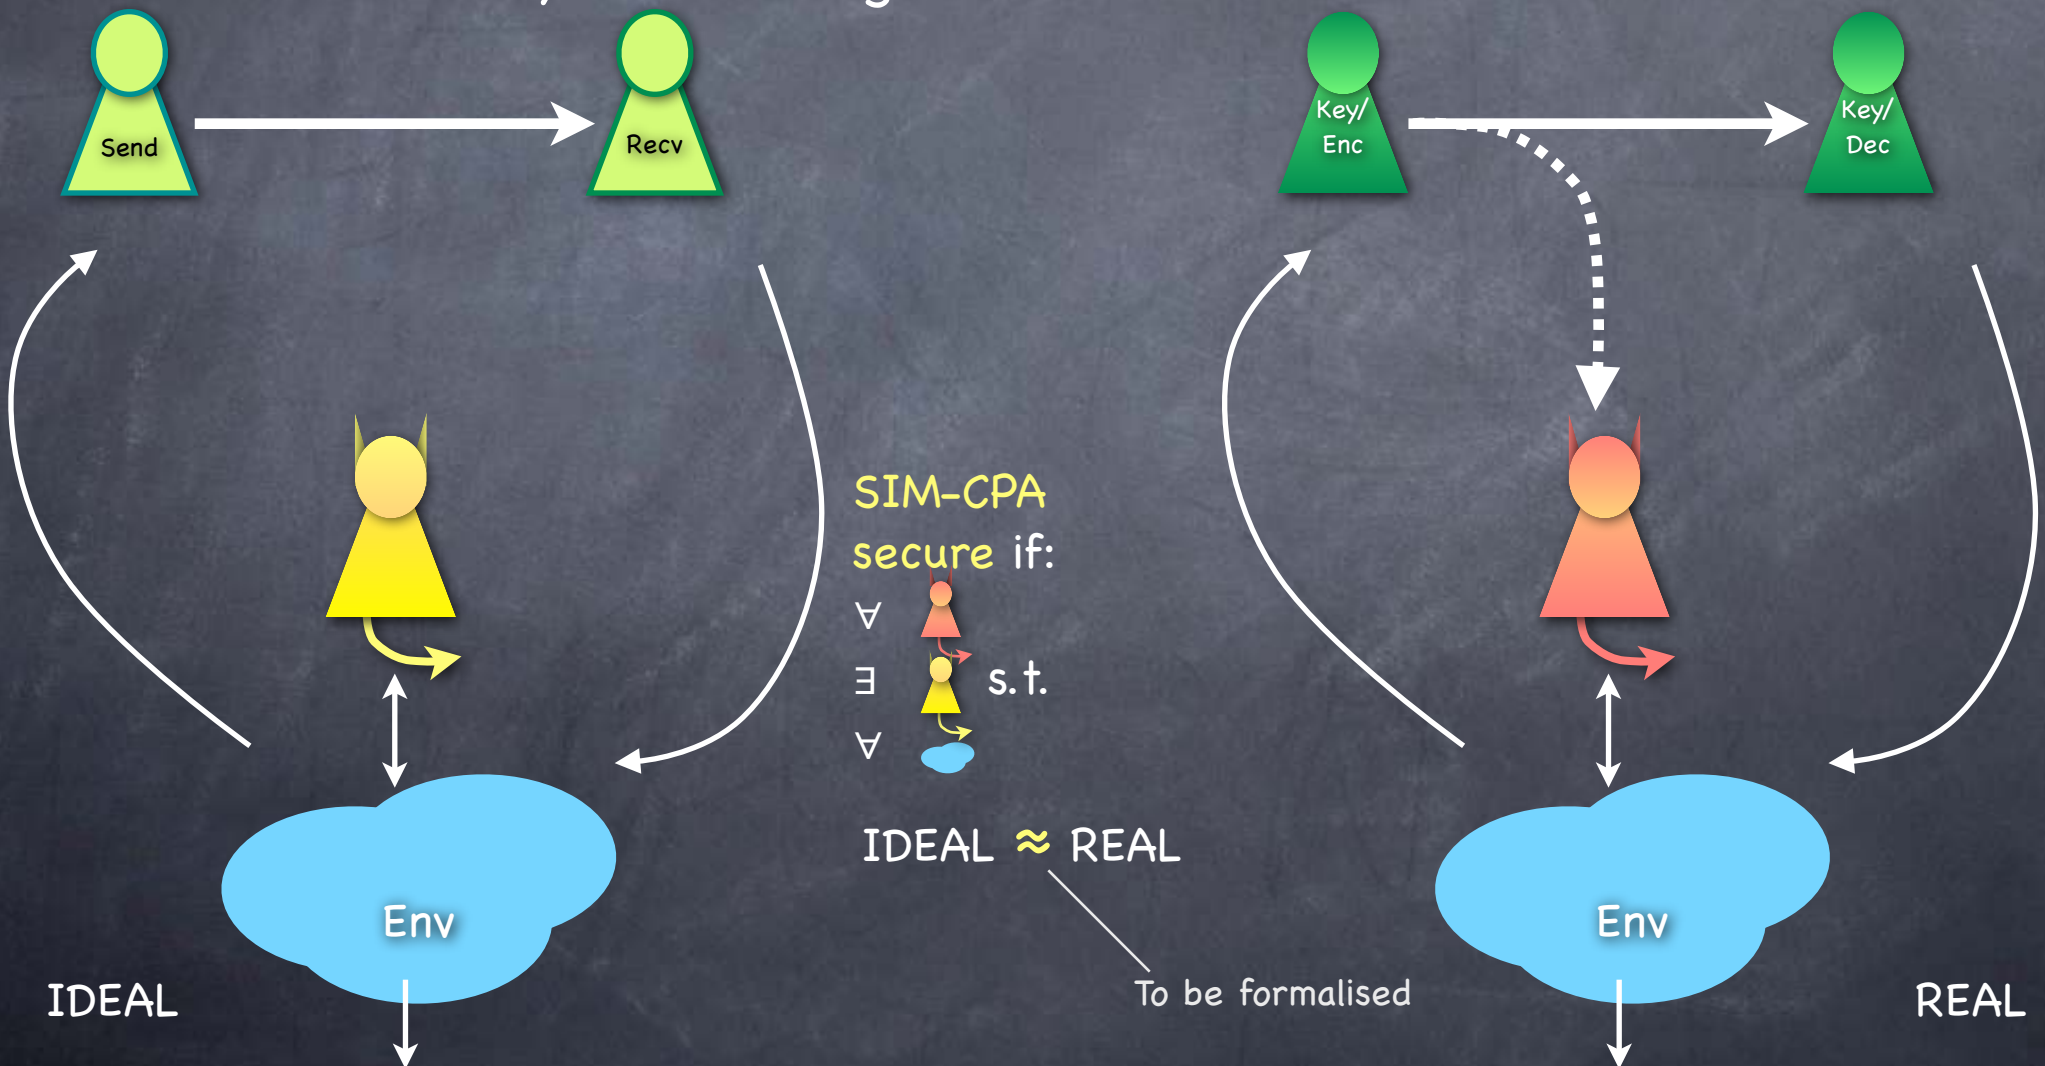 Send
Recv
Key/
Enc
Key/
Dec
SIM-CPA
secure if:
∀
∃ s.t.
∀
IDEAL ≈ REAL
Env
Env
To be formalised
IDEAL
REAL